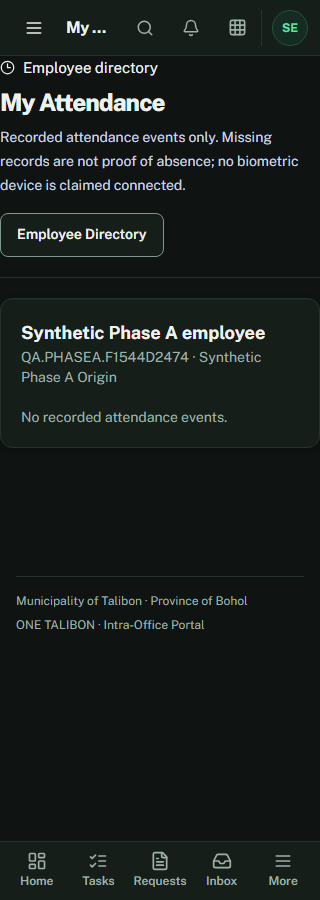 My ...
SE
Employee directory
My Attendance
Recorded attendance events only. Missing
records are not proof of absence; no biometric
device is claimed connected.
Employee Directory
Synthetic Phase A employee
QA.PHASEA.F1544D2474 · Synthetic
Phase A Origin
No recorded attendance events.
Municipality of Talibon · Province of Bohol
ONE TALIBON · Intra-Office Portal
Home Tasks Requests Inbox More